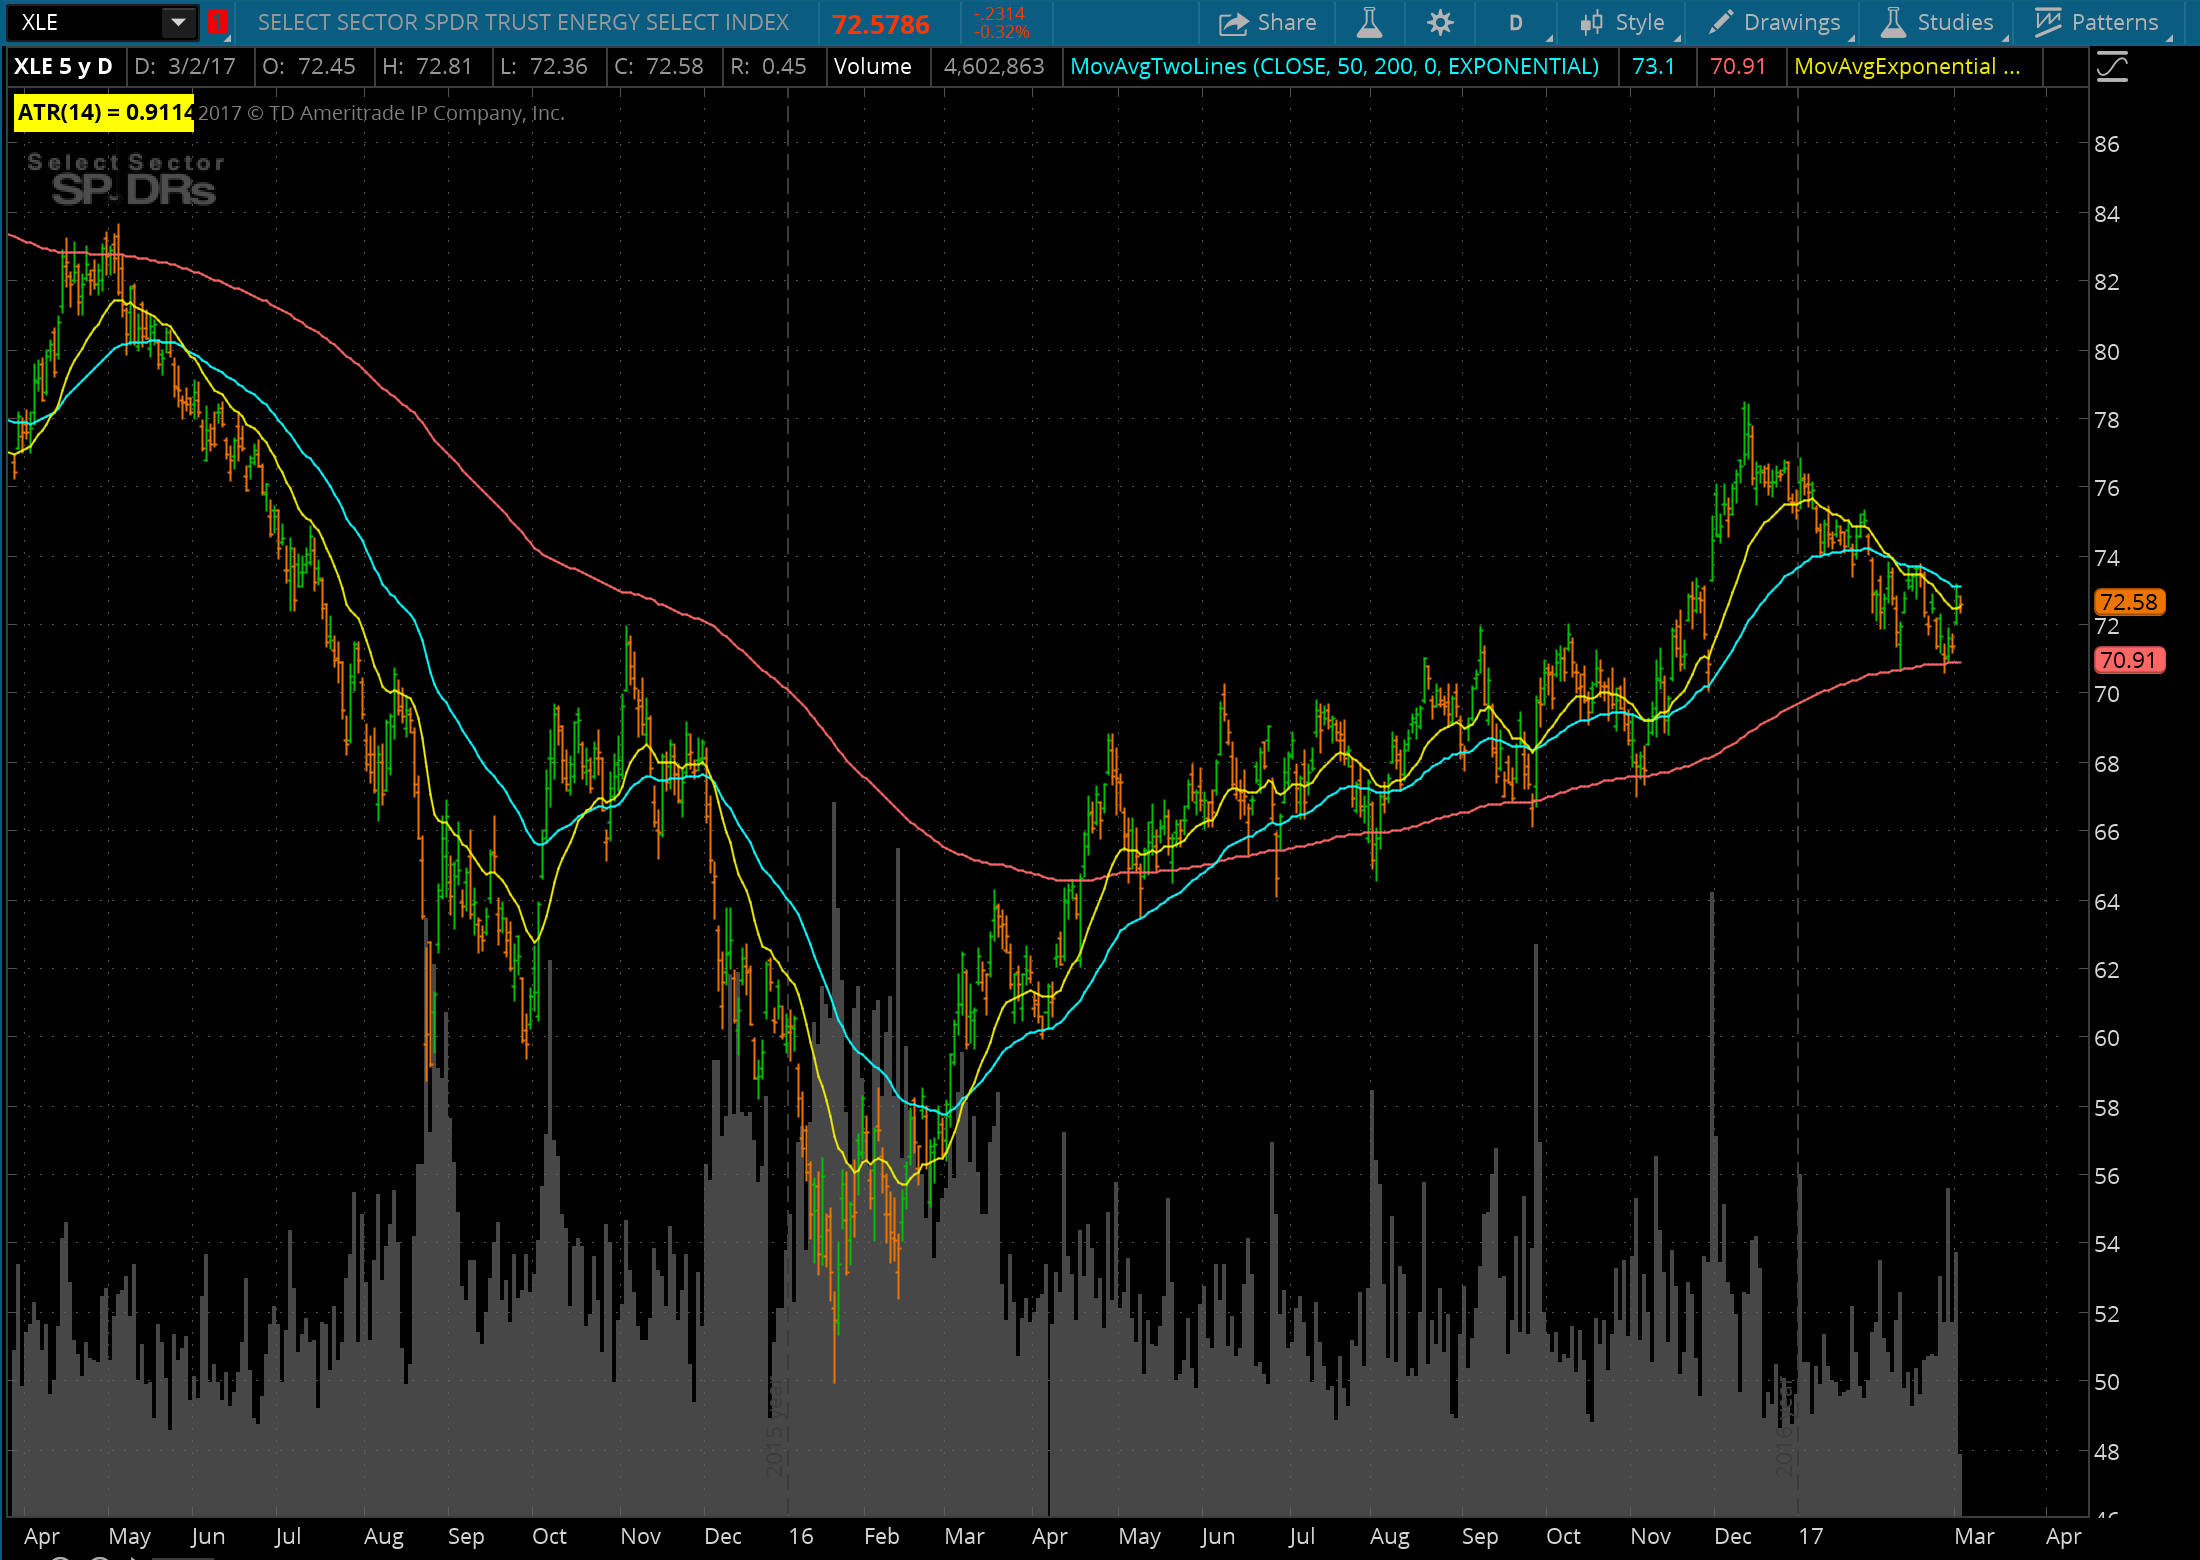 XLE 1 SELECT SECTOR SPDR TRUST ENERGY SELECT INDEX 72.5786 -.2314 -0.32% Share D Style Drawings Studies Patterns
XLE 5 y D D: 3/2/17 O: 72.45 H: 72.81 L: 72.36 C: 72.58 R: 0.45 Volume 4,602,863 MovAvgTwoLines (CLOSE, 50, 200, 0, EXPONENTIAL) 73.1 70.91 MovAvgExponential ...
ATR(14) = 0.9114 2017 © TD Ameritrade IP Company, Inc.
Select Sector
SPDRs
86
84
82
80
78
76
74
72.58
72
70.91
70
68
66
64
62
60
58
56
54
52
50
48
2015 year
2016 year
Apr May Jun Jul Aug Sep Oct Nov Dec 16 Feb Mar Apr May Jun Jul Aug Sep Oct Nov Dec 17 Mar Apr